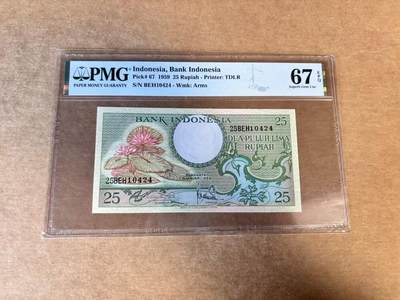 PMG
PAPER MONEY GUARANTY
Indonesia, Bank Indonesia
Pick# 67 1959 25 Rupiah - Printer: TDLR
S/N BEH10424 - Wmk: Arms
67 EPQ
Superb Gem Unc
BANK INDONESIA
25
25BEH10424
DUA PULUH LIMA
RUPIAH
25BEH10424
25
25